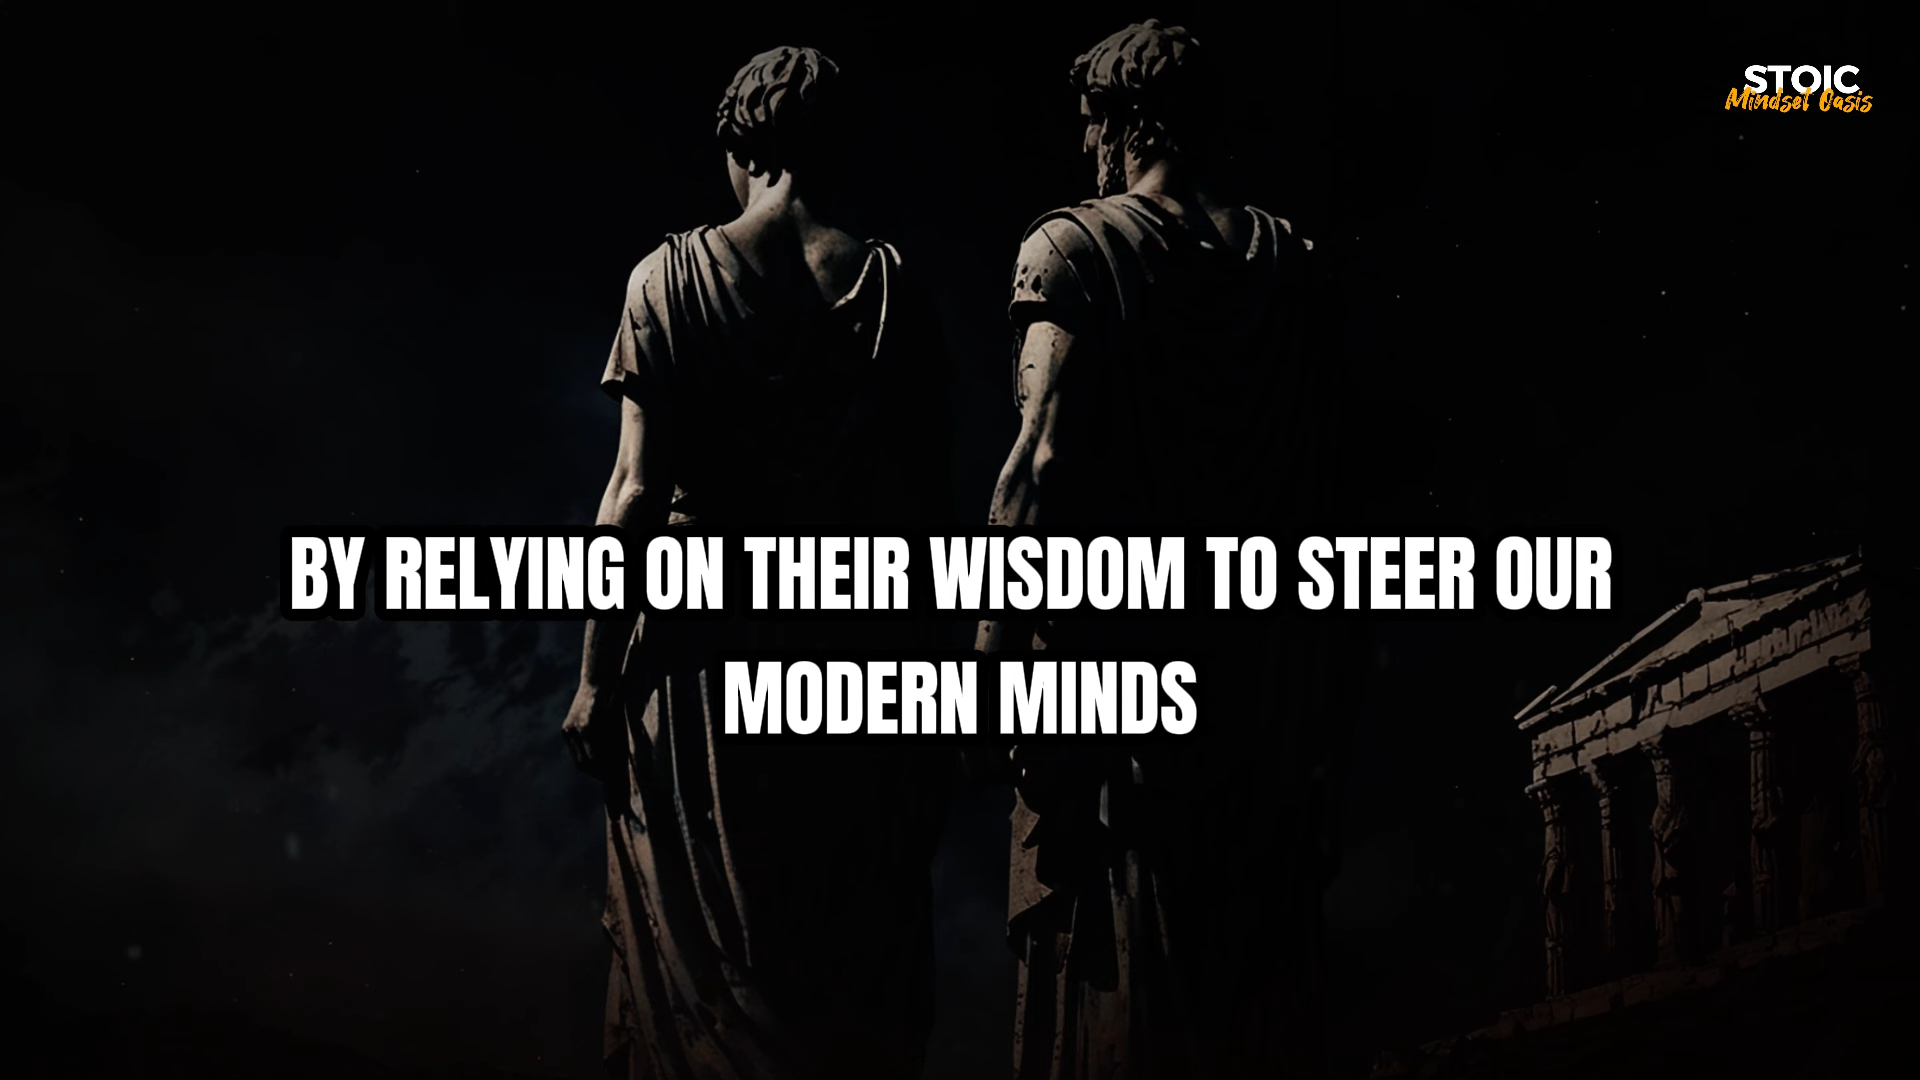 STOIC
Mindset Oasis
BY RELYING ON THEIR WISDOM TO STEER OUR
MODERN MINDS